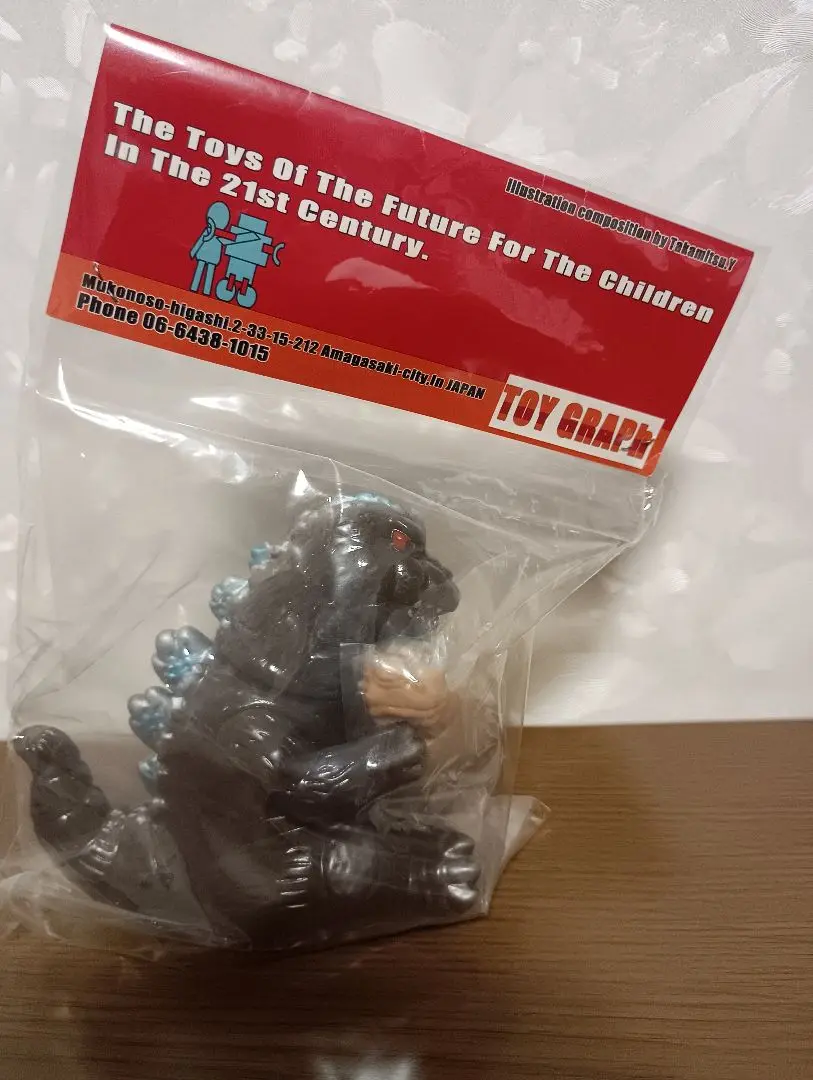 The Toys Of The Future For The Children
In The 21st Century.
Illustration composition by Takamitsu.Y
Mukonoso-higashi.2-33-15-212 Amagasaki-city.In JAPAN
Phone 06-6438-1015
TOY GRAPh